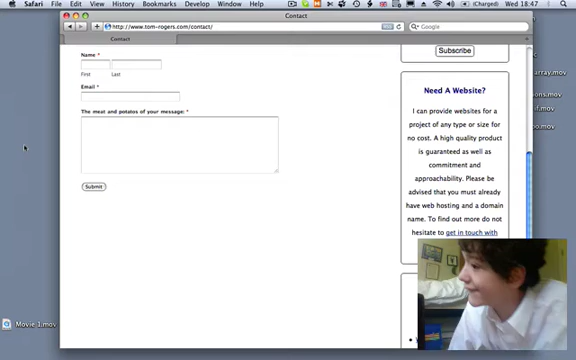 Safari File Edit View History Bookmarks Develop Window Help
(Charged) Wed 18:47
Contact
http://www.tom-rogers.com/contact/
Google
Contact
Name *
First Last
Email *
The meat and potatos of your message: *
Submit
Subscribe
Need A Website?
I can provide websites for a
project of any type or size for
no cost. A high quality product
is guaranteed as well as
commitment and
approachability. Please be
advised that you must already
have web hosting and a domain
name. To find out more do not
hesitate to get in touch with
array.mov
Movie 1.mov